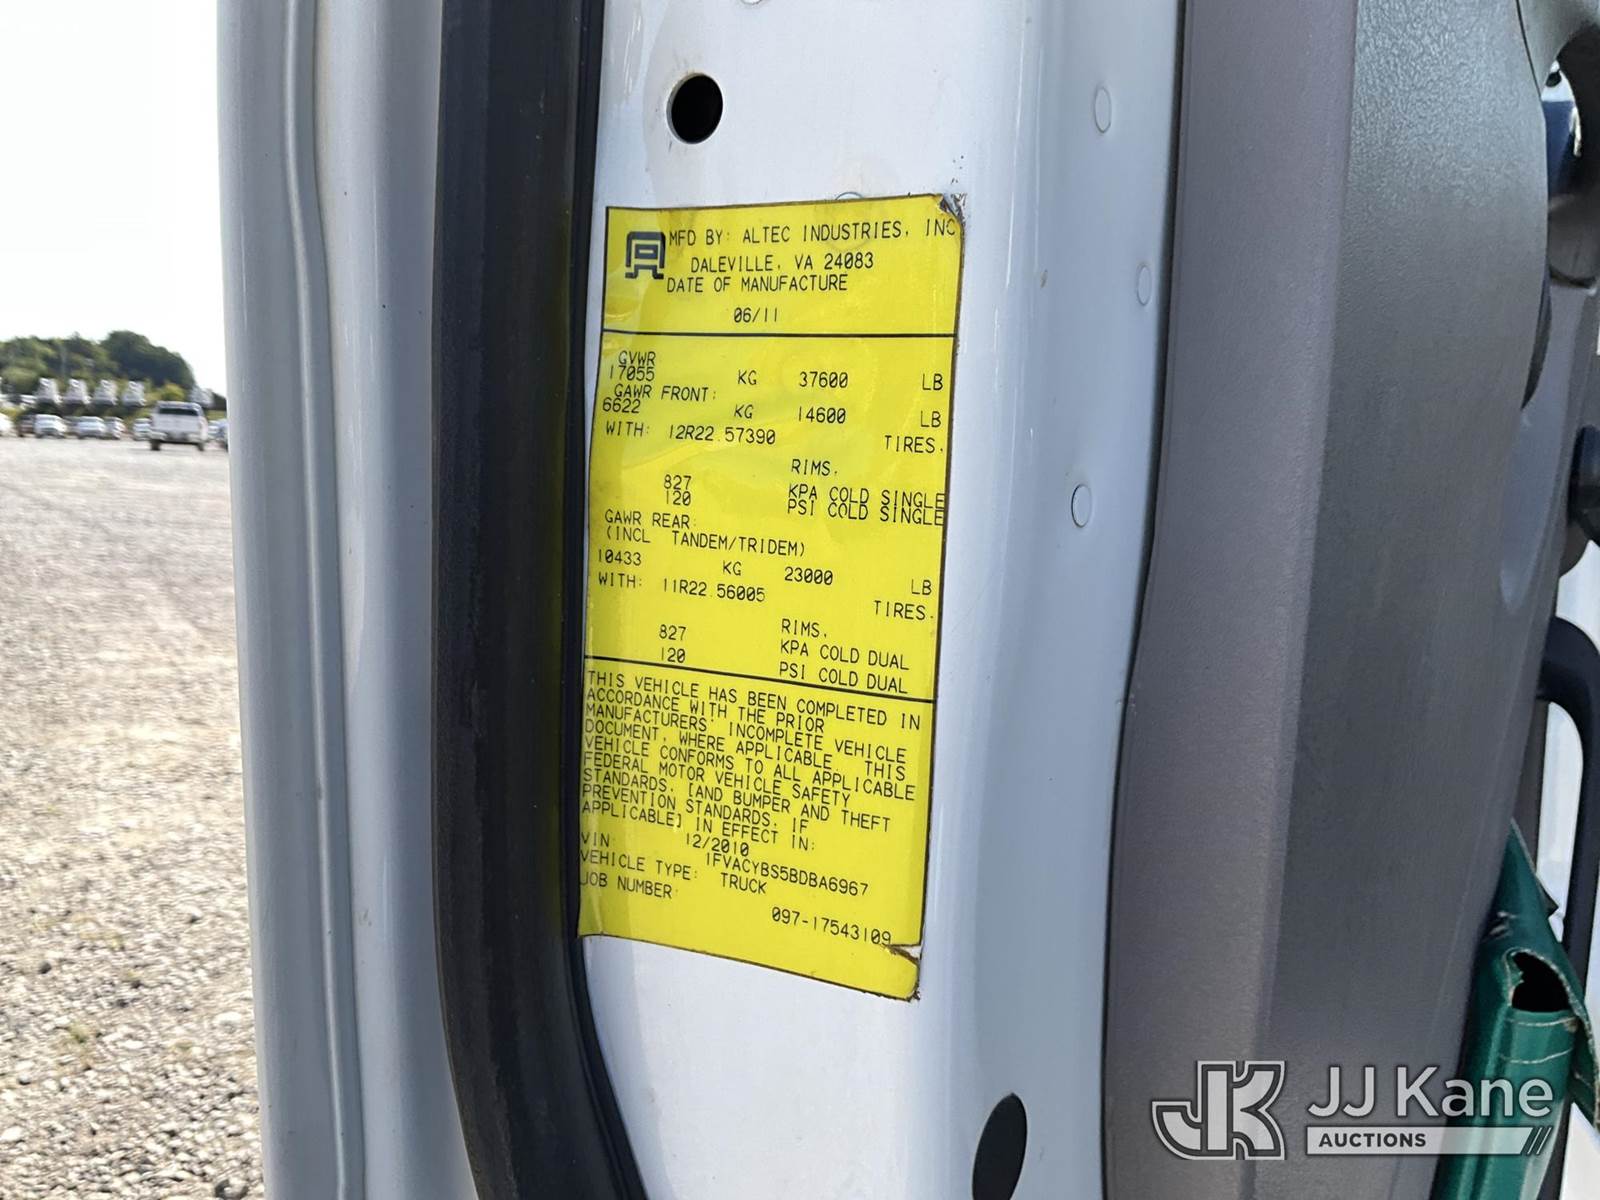 MFD BY: ALTEC INDUSTRIES, INC
DALEVILLE, VA 24083
DATE OF MANUFACTURE
06/11
GVWR
17055 KG 37600 LB
GAWR FRONT:
6622 KG 14600 LB
WITH: 12R22.57390 TIRES,
RIMS,
827 KPA COLD SINGLE
120 PSI COLD SINGLE
GAWR REAR:
(INCL TANDEM/TRIDEM)
10433 KG 23000 LB
WITH: 11R22.56005 TIRES,
RIMS,
827 KPA COLD DUAL
120 PSI COLD DUAL
THIS VEHICLE HAS BEEN COMPLETED IN
ACCORDANCE WITH THE PRIOR
MANUFACTURERS' INCOMPLETE VEHICLE
DOCUMENT, WHERE APPLICABLE. THIS
VEHICLE CONFORMS TO ALL APPLICABLE
FEDERAL MOTOR VEHICLE SAFETY
STANDARDS, [AND BUMPER AND THEFT
PREVENTION STANDARDS, IF
APPLICABLE] IN EFFECT IN:
12/2010
VIN: 1FVACYBS5BDBA6967
VEHICLE TYPE: TRUCK
JOB NUMBER:
097-17543109
JK JJ Kane
AUCTIONS